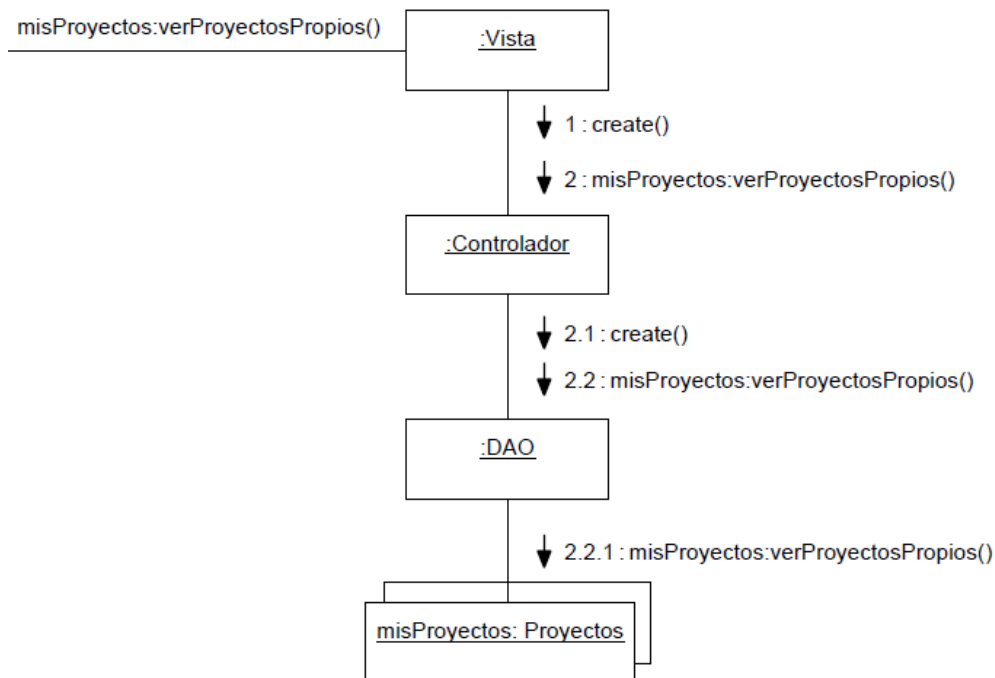 misProyectos:verProyectosPropios()
:Vista
1 : create()
2 : misProyectos:verProyectosPropios()
:Controlador
2.1 : create()
2.2 : misProyectos:verProyectosPropios()
:DAO
2.2.1 : misProyectos:verProyectosPropios()
misProyectos: Proyectos